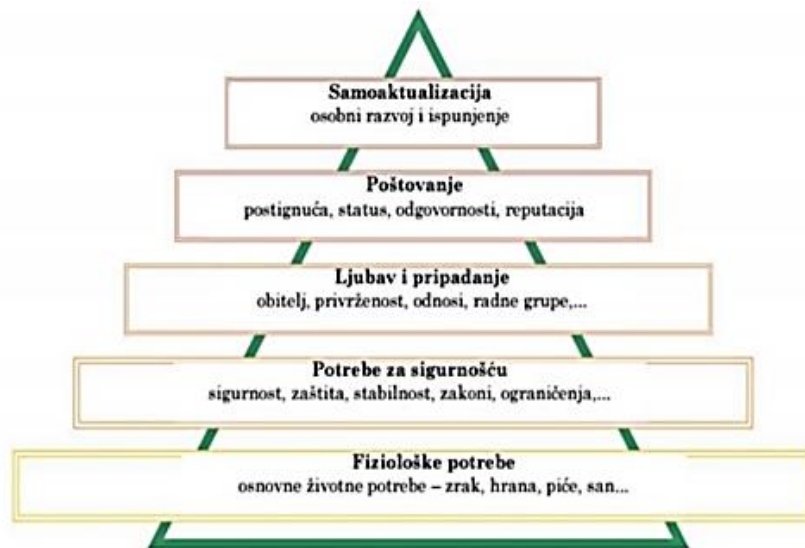 Samoaktualizacija
osobni razvoj i ispunjenje
Poštovanje
postignuća, status, odgovornosti, reputacija
Ljubav i pripadanje
obitelj, privrženost, odnosi, radne grupe,...
Potrebe za sigurnošću
sigurnost, zaštita, stabilnost, zakoni, ograničenja,...
Fiziološke potrebe
osnovne životne potrebe – zrak, hrana, piće, san...